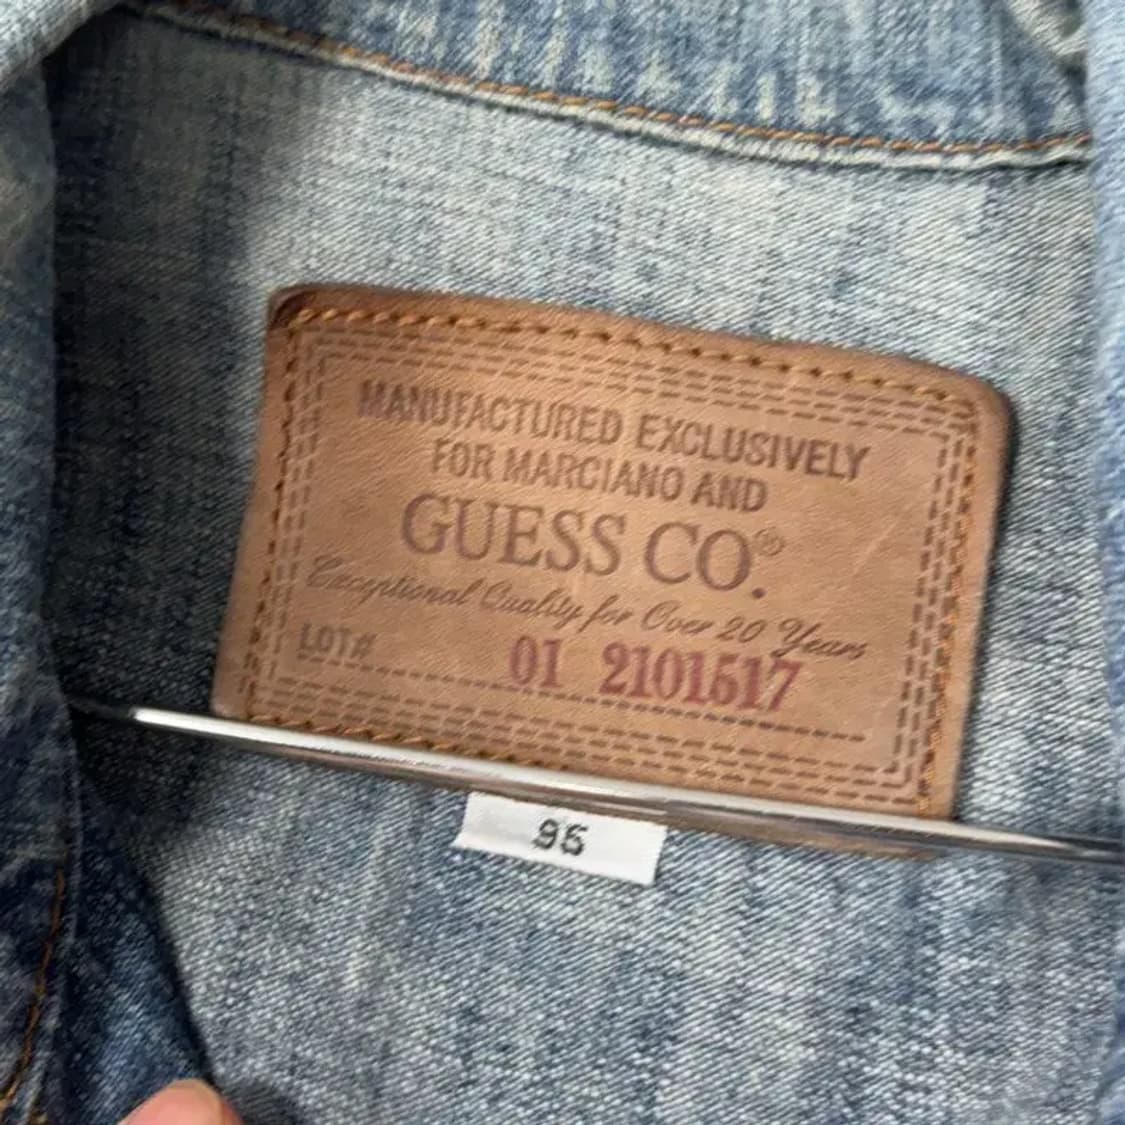 MANUFACTURED EXCLUSIVELY
FOR MARCIANO AND
GUESS CO.®
Exceptional Quality for Over 20 Years
LOT# 01 2101517
95